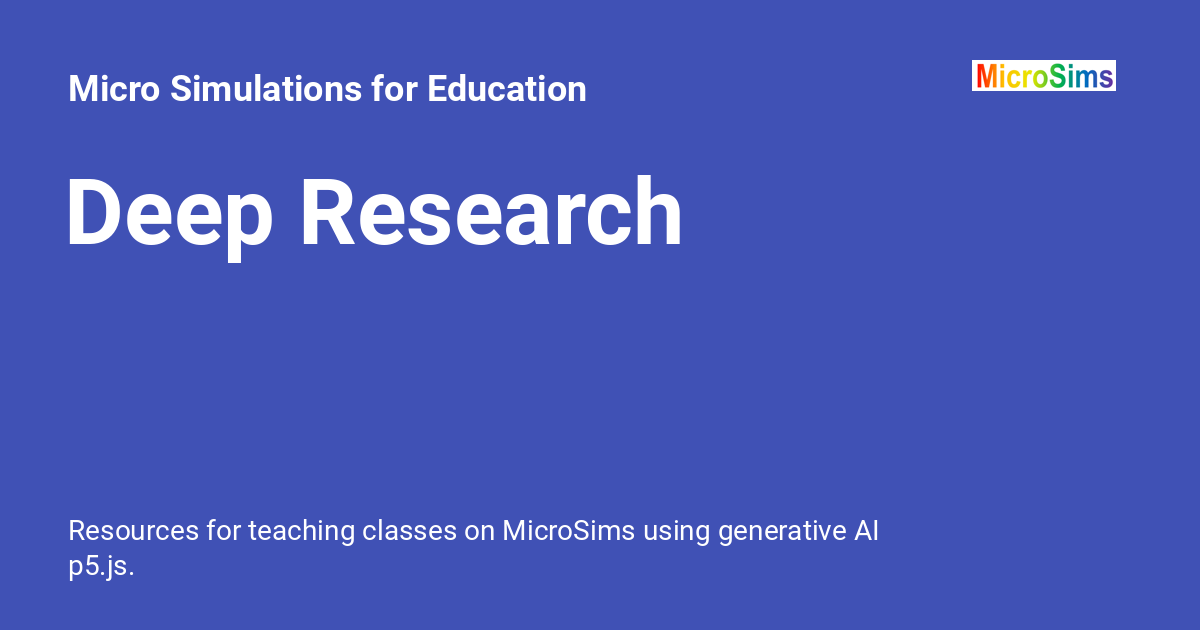 Micro Simulations for Education
MicroSims
Deep Research
Resources for teaching classes on MicroSims using generative AI
p5.js.